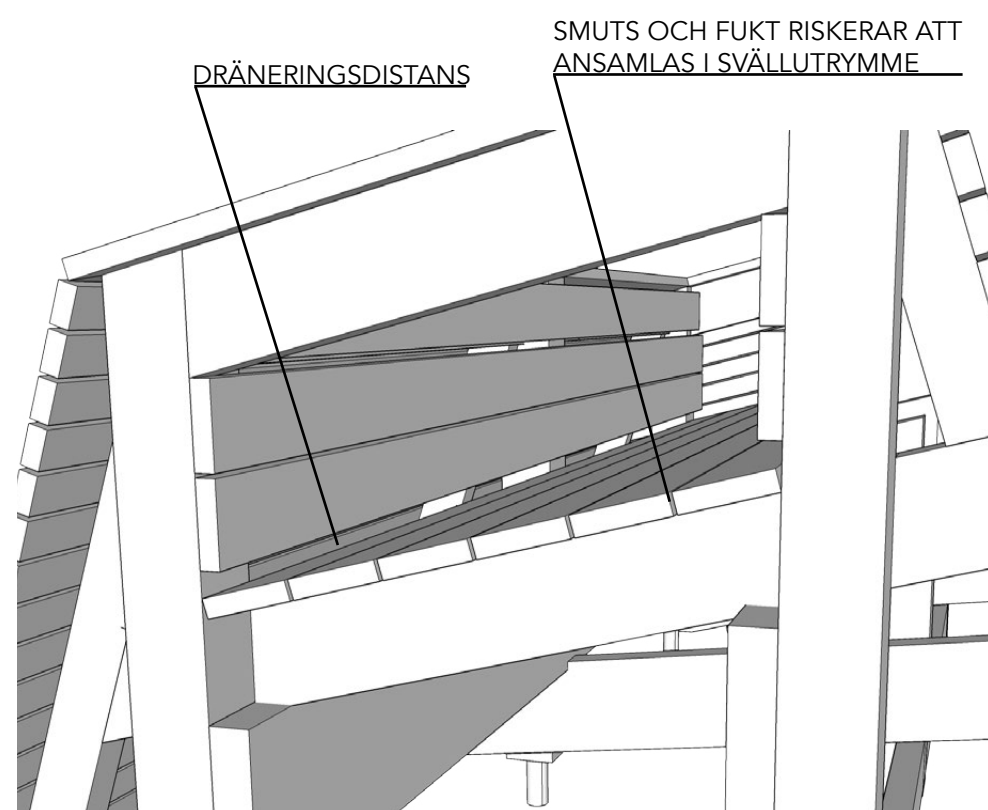 SMUTS OCH FUKT RISKERAR ATT
ANSAMLAS I SVÄLLUTRYMME
DRÄNERINGSDISTANS